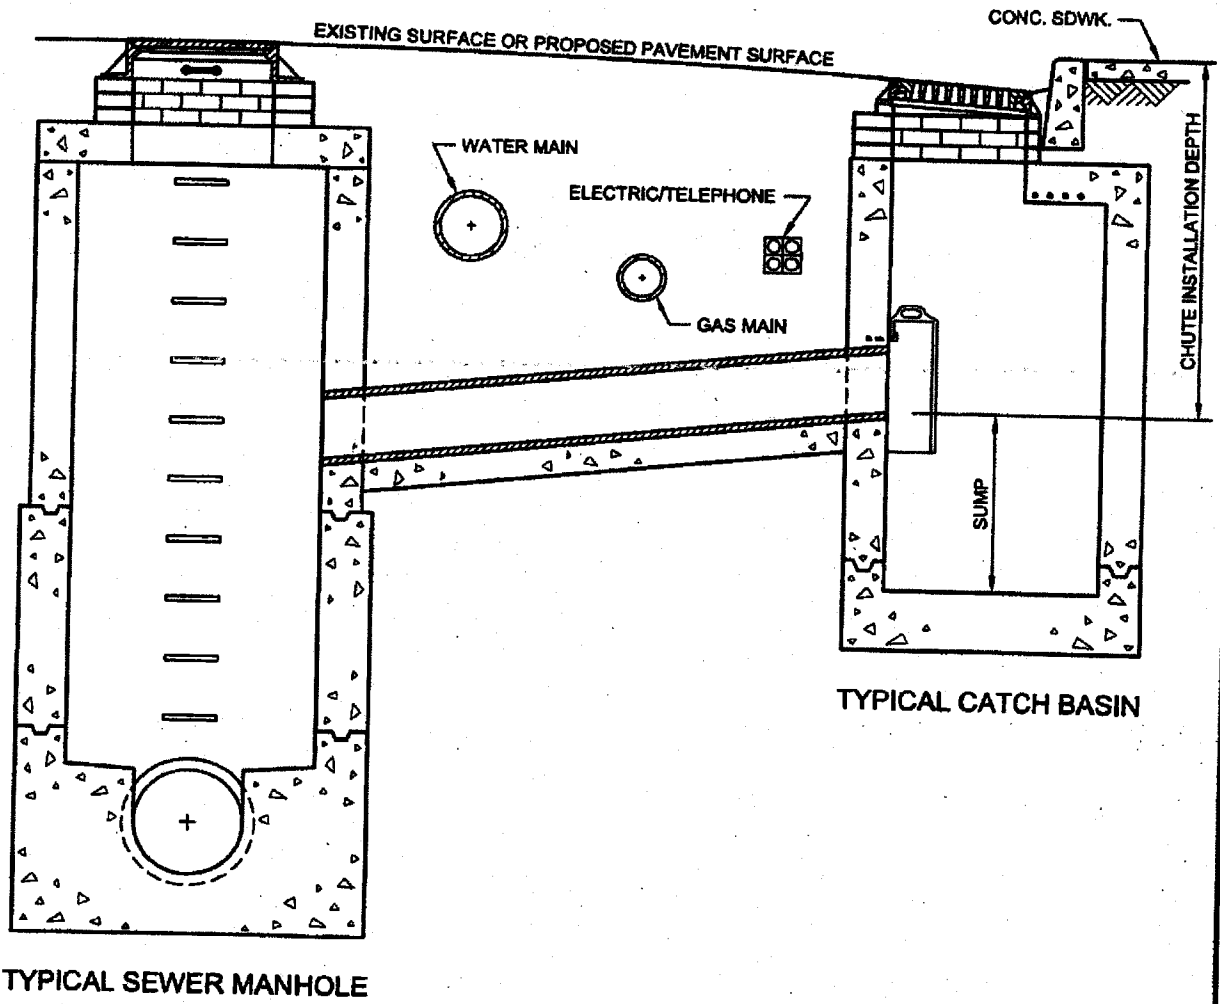 CONC. SDWK.
EXISTING SURFACE OR PROPOSED PAVEMENT SURFACE
WATER MAIN
ELECTRIC/TELEPHONE
GAS MAIN
CHUTE INSTALLATION DEPTH
SUMP
TYPICAL CATCH BASIN
TYPICAL SEWER MANHOLE